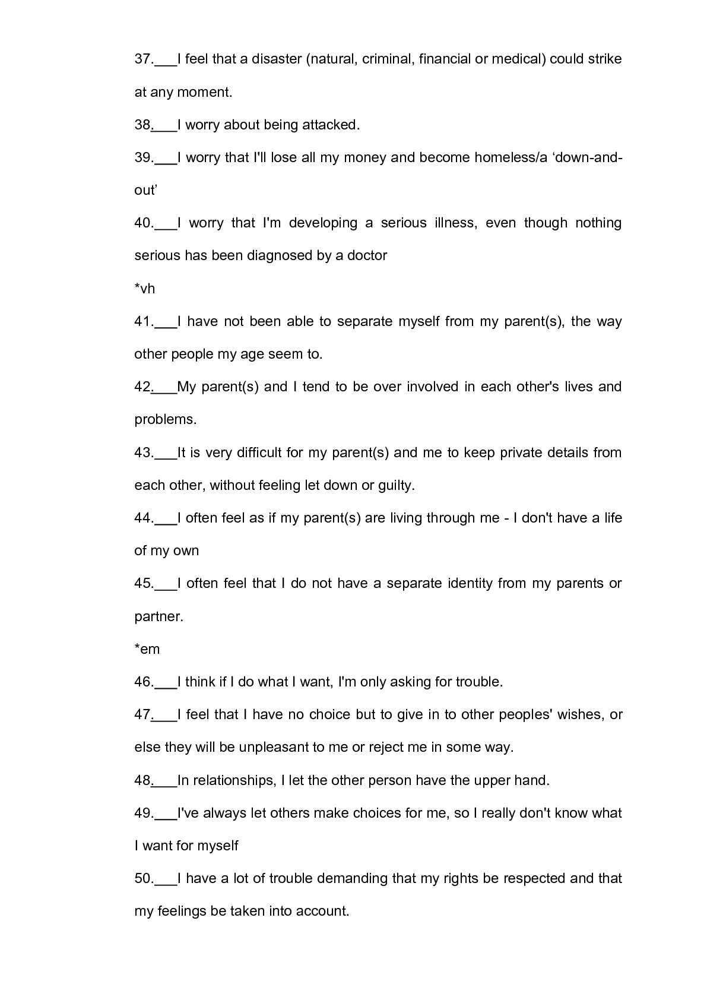 37.___I feel that a disaster (natural, criminal, financial or medical) could strike
at any moment.
38.___I worry about being attacked.
39.___I worry that I'll lose all my money and become homeless/a ‘down-and-
out’
40.___I worry that I'm developing a serious illness, even though nothing
serious has been diagnosed by a doctor
*vh
41.___I have not been able to separate myself from my parent(s), the way
other people my age seem to.
42.___My parent(s) and I tend to be over involved in each other's lives and
problems.
43.___It is very difficult for my parent(s) and me to keep private details from
each other, without feeling let down or guilty.
44.___I often feel as if my parent(s) are living through me - I don't have a life
of my own
45.___I often feel that I do not have a separate identity from my parents or
partner.
*em
46.___I think if I do what I want, I'm only asking for trouble.
47.___I feel that I have no choice but to give in to other peoples' wishes, or
else they will be unpleasant to me or reject me in some way.
48.___In relationships, I let the other person have the upper hand.
49.___I've always let others make choices for me, so I really don't know what
I want for myself
50.___I have a lot of trouble demanding that my rights be respected and that
my feelings be taken into account.